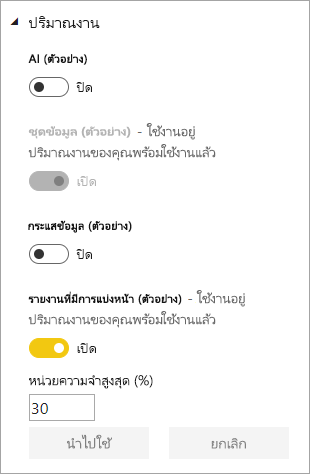 ปริมาณงาน
AI (ตัวอย่าง)
ปิด
ชุดข้อมูล (ตัวอย่าง) - ใช้งานอยู่
ปริมาณงานของคุณพร้อมใช้งานแล้ว
เปิด
กระแสข้อมูล (ตัวอย่าง)
ปิด
รายงานที่มีการแบ่งหน้า (ตัวอย่าง) - ใช้งานอยู่
ปริมาณงานของคุณพร้อมใช้งานแล้ว
เปิด
หน่วยความจำสูงสุด (%)
30
นำไปใช้ ยกเลิก